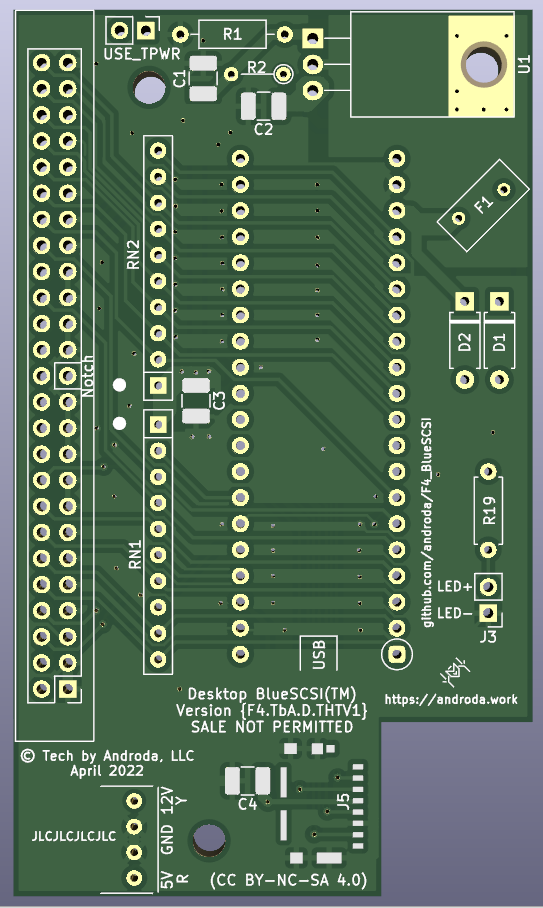 USE_TPWR
R1
R2
C1
C2
U1
F1
RN2
D2
D1
Notch
C3
github.com/androda/F4_BlueSCSI
R19
RN1
LED+
LED-
J3
USB
https://androda.work
Desktop BlueSCSI(TM)
Version {F4.TbA.D.THTV1}
SALE NOT PERMITTED
© Tech by Androda, LLC
April 2022
C4
J5
12V
Y
GND
JLCJLCJLCJLC
5V
R
(CC BY-NC-SA 4.0)